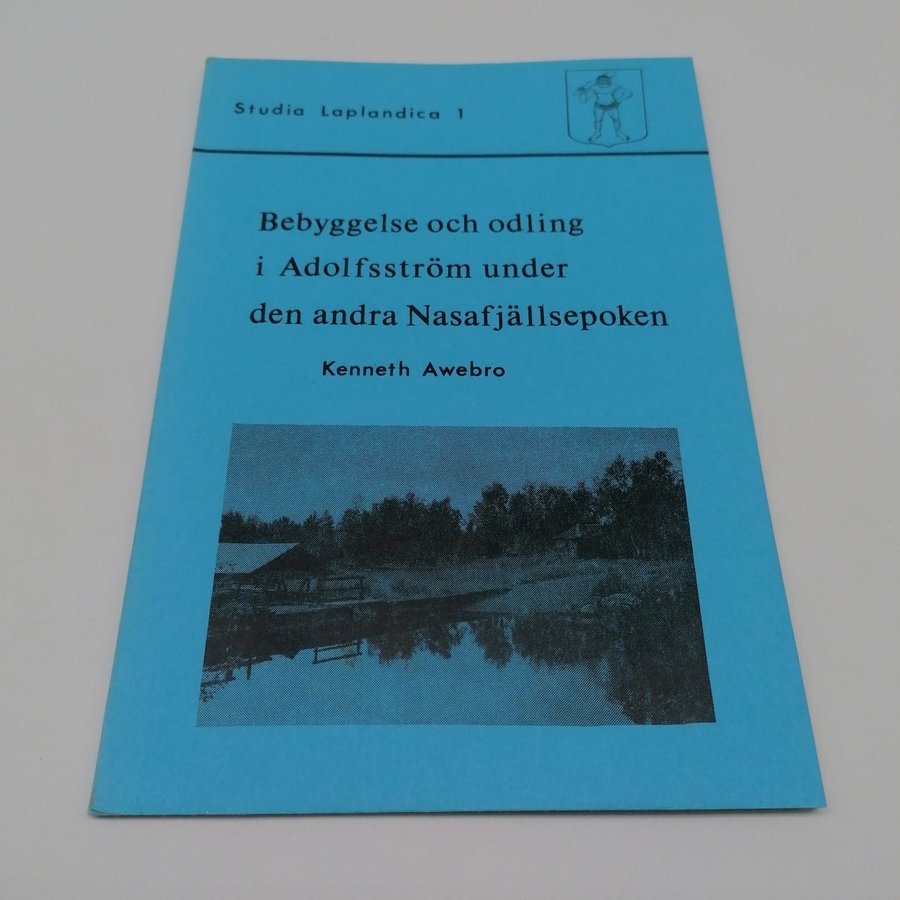 Studia Laplandica 1
Bebyggelse och odling
i Adolfsström under
den andra Nasafjällsepoken
Kenneth Awebro